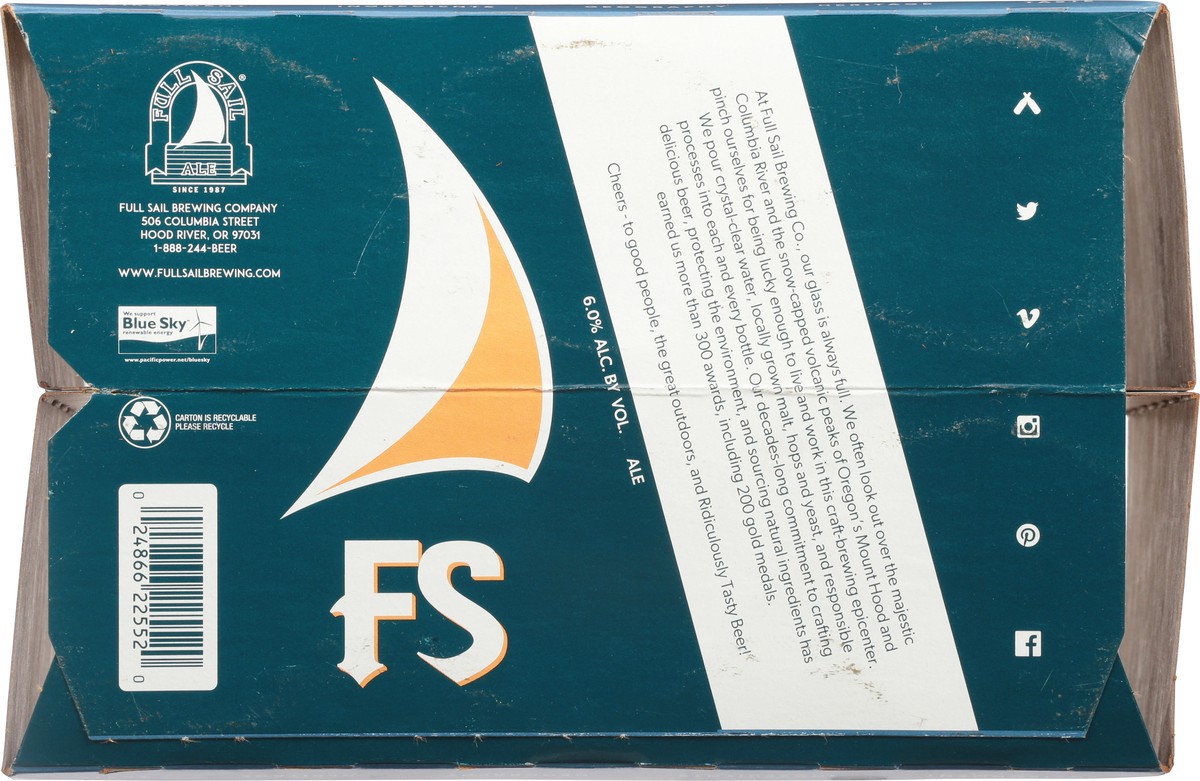 INGREDIENTS
GEOGRAPHY
HERITAGE
TASTE
FULL SAIL®
ALE
SINCE 1987
FULL SAIL BREWING COMPANY
506 COLUMBIA STREET
HOOD RIVER, OR 97031
1-888-244-BEER
WWW.FULLSAILBREWING.COM
We support
Blue Sky
renewable energy
www.pacificpower.net/bluesky
CARTON IS RECYCLABLE
PLEASE RECYCLE
0 24866 22552 0
FS
At Full Sail Brewing Co., our glass is always full. We often look out over the majestic
Columbia River and the snow-capped volcanic peaks of Oregon's Mount Hood and
pinch ourselves for being lucky enough to live and work in this craft-brewing epicenter.
We pour crystal-clear water, locally grown malt, hops and yeast, and responsible
processes into each and every bottle. Our decades-long commitment to crafting
delicious beer, protecting the environment, and sourcing natural ingredients has
earned us more than 300 awards, including 200 gold medals.
Cheers - to good people, the great outdoors, and Ridiculously Tasty Beer!
6.0% ALC. BY VOL. ALE